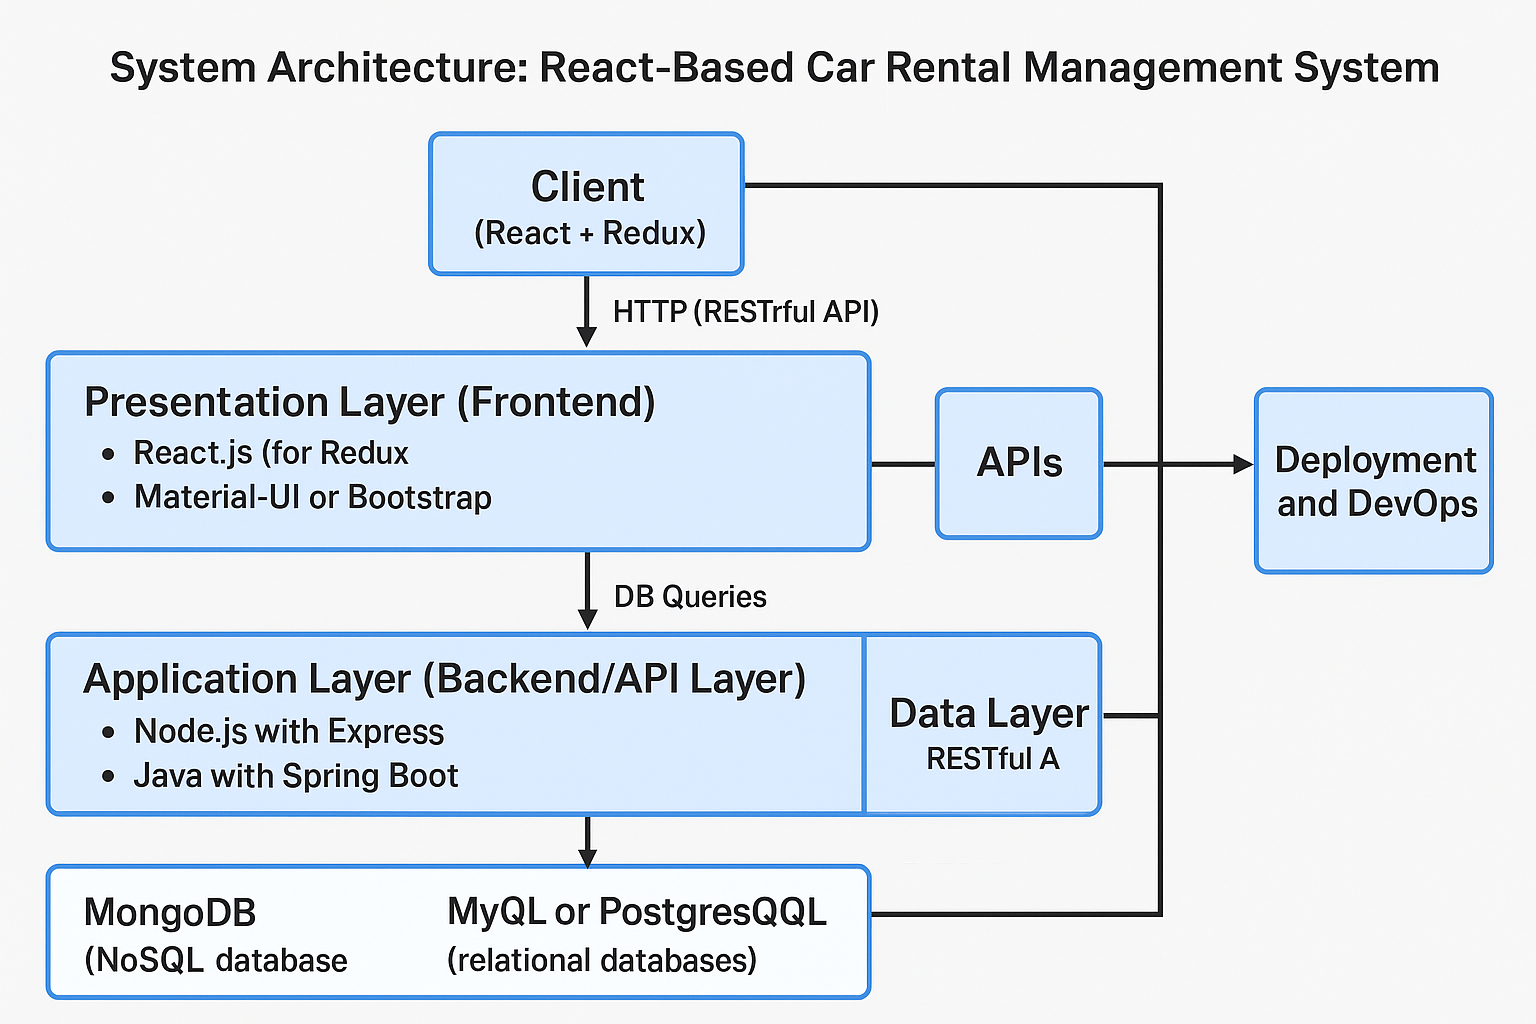 System Architecture: React-Based Car Rental Management System
Client
(React + Redux)
HTTP (RESTrful API)
Presentation Layer (Frontend)
• React.js (for Redux
• Material-UI or Bootstrap
APIs
Deployment
and DevOps
DB Queries
Application Layer (Backend/API Layer)
• Node.js with Express
• Java with Spring Boot
Data Layer
RESTful A
MongoDB
(NoSQL database
MyQL or PostgresQQL
(relational databases)